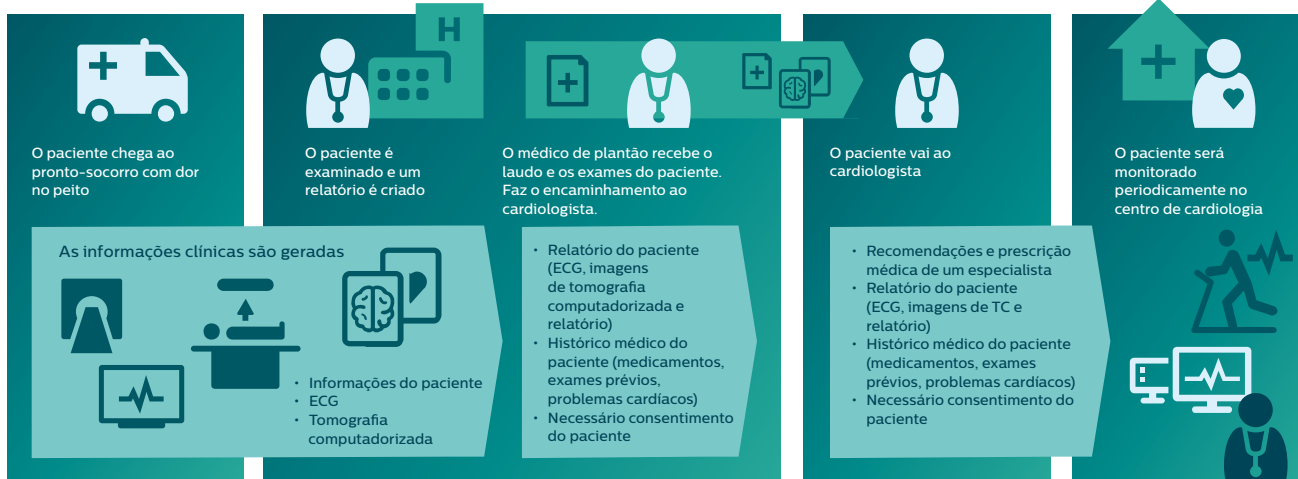 H
O paciente chega ao
pronto-socorro com dor
no peito
O paciente é
examinado e um
relatório é criado
O médico de plantão recebe o
laudo e os exames do paciente.
Faz o encaminhamento ao
cardiologista.
O paciente vai ao
cardiologista
O paciente será
monitorado
periodicamente no
centro de cardiologia
As informações clínicas são geradas
• Informações do paciente
• ECG
• Tomografia
computadorizada
• Relatório do paciente
(ECG, imagens
de tomografia
computadorizada e
relatório)
• Histórico médico do
paciente (medicamentos,
exames prévios,
problemas cardíacos)
• Necessário consentimento
do paciente
• Recomendações e prescrição
médica de um especialista
• Relatório do paciente
(ECG, imagens de TC e
relatório)
• Histórico médico do paciente
(medicamentos, exames
prévios, problemas cardíacos)
• Necessário consentimento do
paciente